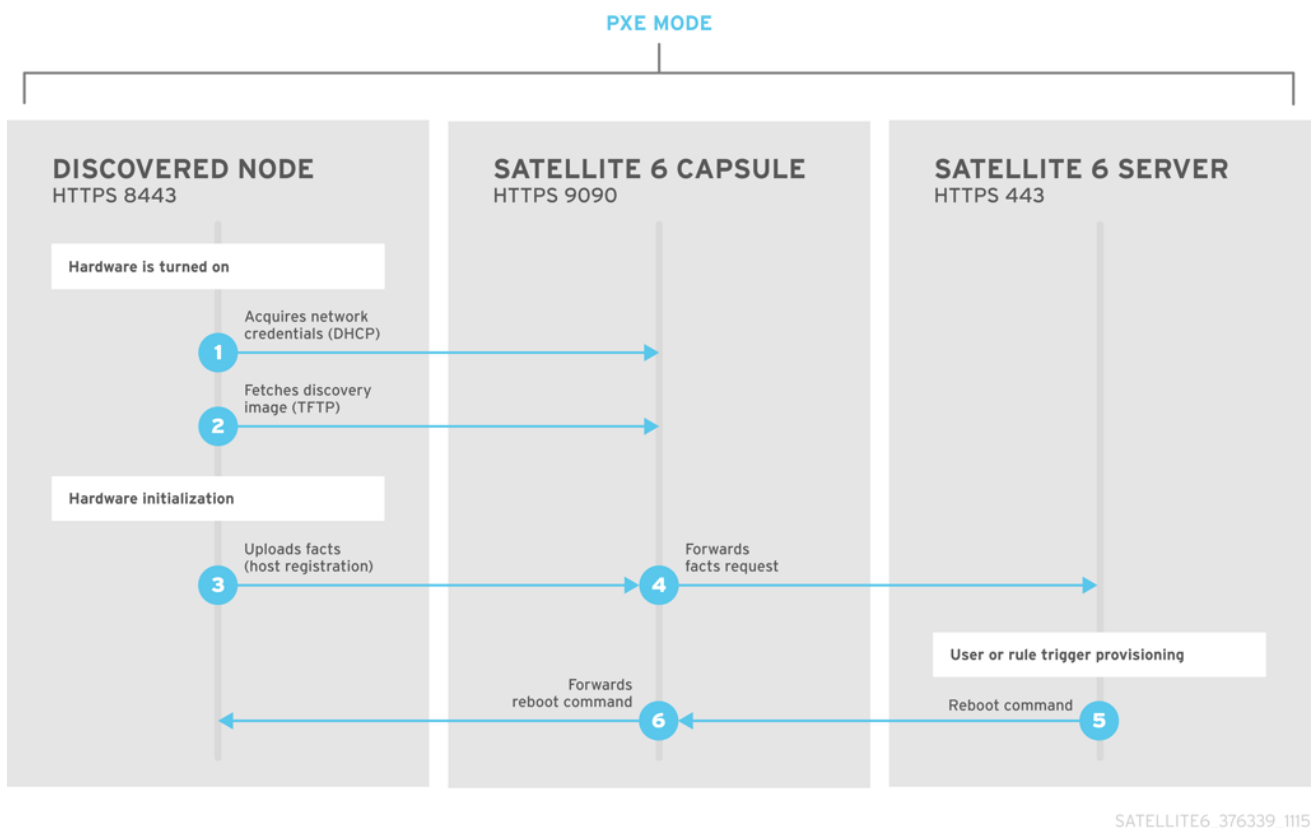 PXE MODE
DISCOVERED NODE
HTTPS 8443
SATELLITE 6 CAPSULE
HTTPS 9090
SATELLITE 6 SERVER
HTTPS 443
Hardware is turned on
Acquires network
credentials (DHCP)
1
Fetches discovery
image (TFTP)
2
Hardware initialization
Uploads facts
(host registration)
3
Forwards
facts request
4
User or rule trigger provisioning
Reboot command
5
Forwards
reboot command
6
SATELLITE6_376339_1115